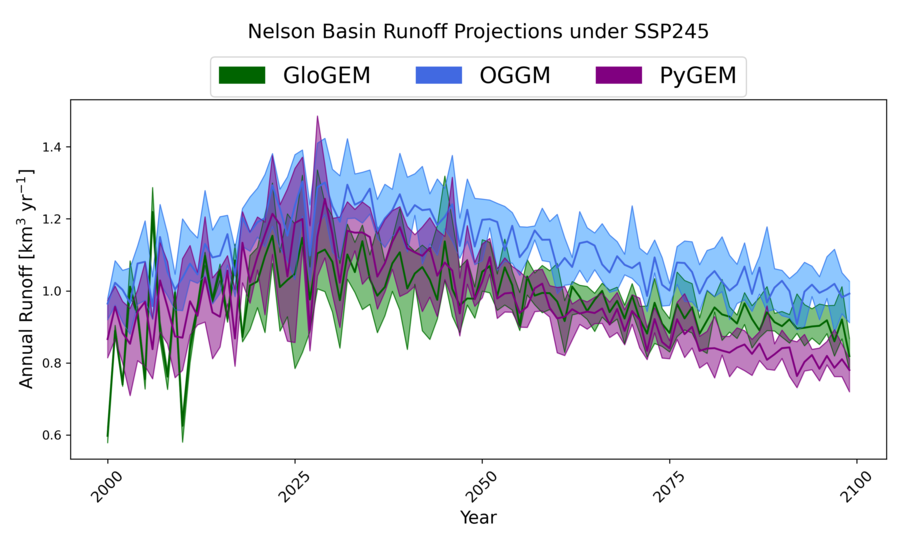 Nelson Basin Runoff Projections under SSP245
GloGEM OGGM PyGEM
Annual Runoff [km³ yr⁻¹]
1.4
1.2
1.0
0.8
0.6
2000 2025 2050 2075 2100
Year